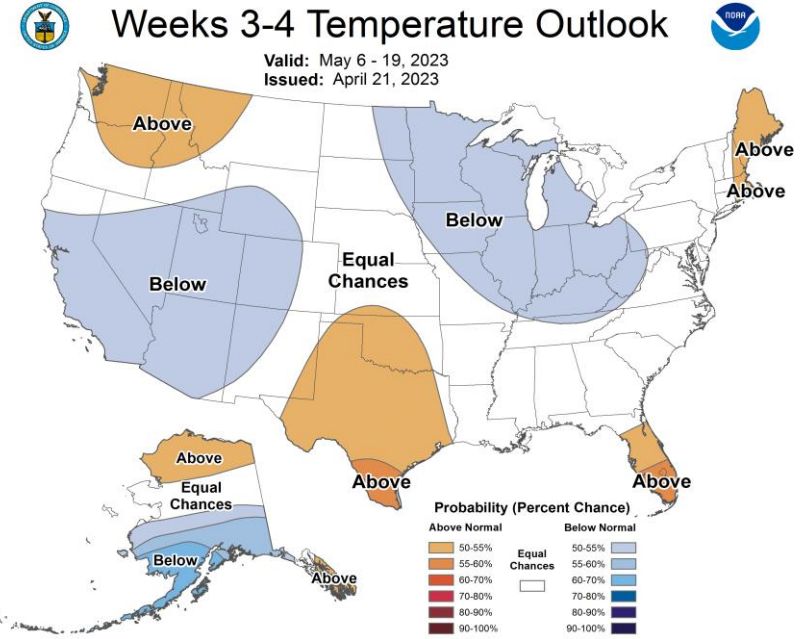 Weeks 3-4 Temperature Outlook
NOAA
Valid: May 6 - 19, 2023
Issued: April 21, 2023
Above
Above
Above
Below
Below
Equal
Chances
Above
Above
Above
Equal
Chances
Below
Above
Probability (Percent Chance)
Above Normal
Below Normal
50-55%
55-60%
60-70%
70-80%
80-90%
90-100%
Equal
Chances
50-55%
55-60%
60-70%
70-80%
80-90%
90-100%